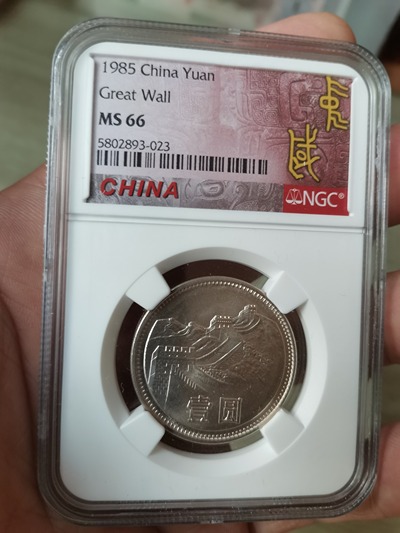 1985 China Yuan
Great Wall
MS 66
5802893-023
CHINA
NGC®
壹圆